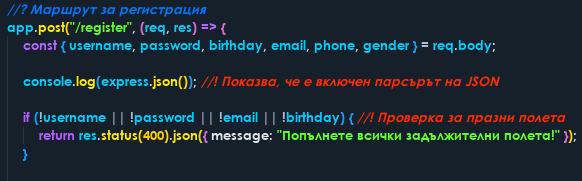 //? Маршрут за регистрация
app.post("/register", (req, res) => {
const { username, password, birthday, email, phone, gender } = req.body;
console.log(express.json()); //! Показва, че е включен парсърът на JSON
if (!username || !password || !email || !birthday) { //! Проверка за празни полета
return res.status(400).json({ message: "Попълнете всички задължителни полета!" });
}